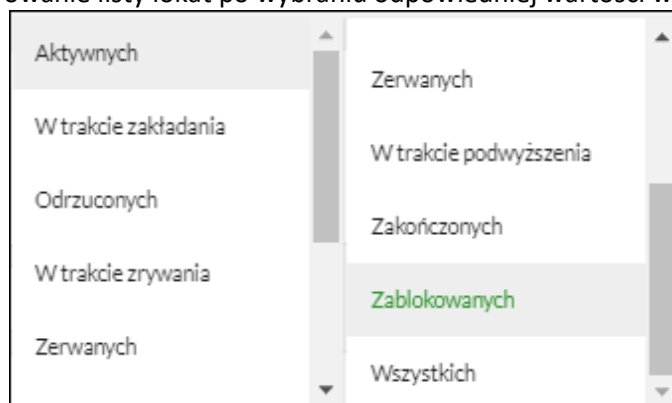 owanie listy lokat po wybraniu odpowiedniej wartości w
Aktywnych
W trakcie zakładania
Odrzuconych
W trakcie zrywania
Zerwanych
Zerwanych
W trakcie podwyższenia
Zakończonych
Zablokowanych
Wszystkich